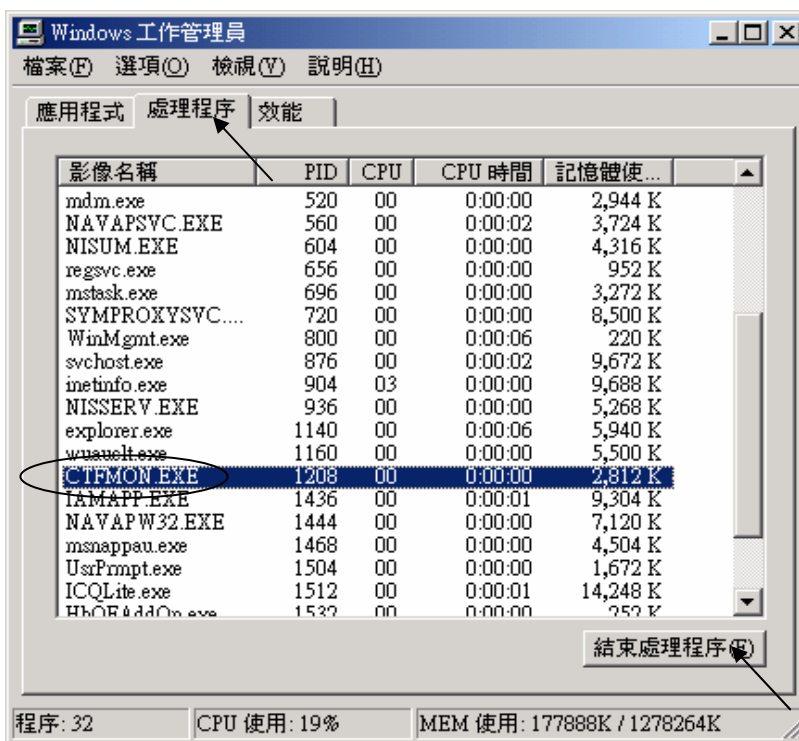 Windows 工作管理員
檔案(F) 選項(O) 檢視(V) 說明(H)
應用程式 處理程序 效能
影像名稱 PID CPU CPU 時間 記憶體使...
mdm.exe 520 00 0:00:00 2,944 K
NAVAPSVC.EXE 560 00 0:00:02 3,724 K
NISUM.EXE 604 00 0:00:00 4,316 K
regsvc.exe 656 00 0:00:00 952 K
mstask.exe 696 00 0:00:00 3,272 K
SYMPROXYSVC.... 720 00 0:00:00 8,500 K
WinMgmt.exe 800 00 0:00:06 220 K
svchost.exe 876 00 0:00:02 9,672 K
inetinfo.exe 904 03 0:00:00 9,688 K
NISSERV.EXE 936 00 0:00:00 5,268 K
explorer.exe 1140 00 0:00:06 5,940 K
wuauclt.exe 1160 00 0:00:00 5,500 K
CTFMON.EXE 1208 00 0:00:00 2,812 K
IAMAPP.EXE 1436 00 0:00:01 9,304 K
NAVAPW32.EXE 1444 00 0:00:00 7,120 K
msnappau.exe 1468 00 0:00:00 4,504 K
UsrPrmpt.exe 1504 00 0:00:00 1,672 K
ICQLite.exe 1512 00 0:00:01 14,248 K
HbOEAddOn.exe 1532 00 0:00:00 252 K
結束處理程序(E)
程序: 32 CPU 使用: 19% MEM 使用: 177888K / 1278264K